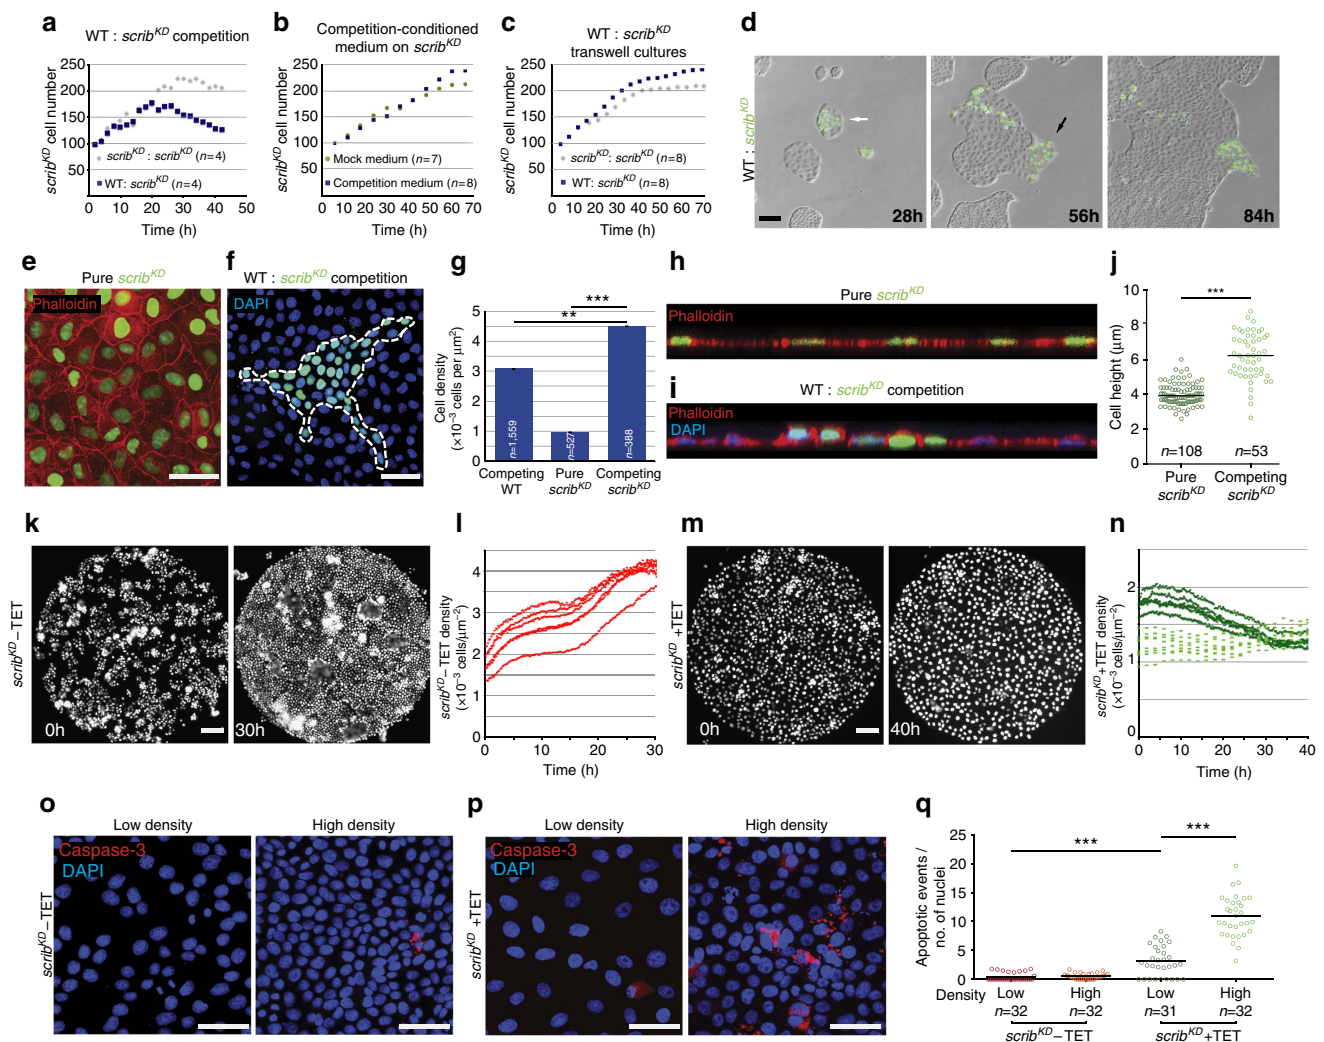 a
WT : scribKD competition
scribKD cell number
250
200
150
100
50
0 10 20 30 40 50
Time (h)
scribKD: scribKD (n=4)
WT: scribKD (n=4)
b
Competition-conditioned
medium on scribKD
scribKD cell number
250
200
150
100
50
0 10 20 30 40 50 60 70
Time (h)
Mock medium (n=7)
Competition medium (n=8)
c
WT : scribKD
transwell cultures
scribKD cell number
250
200
150
100
50
0 10 20 30 40 50 60 70
Time (h)
scribKD: scribKD (n=8)
WT: scribKD (n=8)
d
WT : scribKD
28h
56h
84h
e
Pure scribKD
Phalloidin
f
WT : scribKD competition
DAPI
g
***
**
Cell density
(×10−3 cells per μm2)
5
4
3
2
1
0
n=1,559
n=527
n=388
Competing
WT
Pure
scribKD
Competing
scribKD
h
Pure scribKD
Phalloidin
i
WT : scribKD competition
Phalloidin
DAPI
j
***
Cell height (μm)
10
8
6
4
2
0
n=108
n=53
Pure
scribKD
Competing
scribKD
k
scribKD−TET
0h
30h
l
scribKD−TET density
(×10−3 cells/μm−2)
4
3
2
1
0
0 10 20 30
Time (h)
m
scribKD+TET
0h
40h
n
scribKD+TET density
(×10−3 cells/μm−2)
2
1
0
0 10 20 30 40
Time (h)
o
Low density
High density
scribKD−TET
Caspase-3
DAPI
p
Low density
High density
scribKD+TET
Caspase-3
DAPI
q
***
***
Apoptotic events /
no. of nuclei
25
20
15
10
5
0
Density
Low
n=32
High
n=32
Low
n=31
High
n=32
scribKD−TET
scribKD+TET